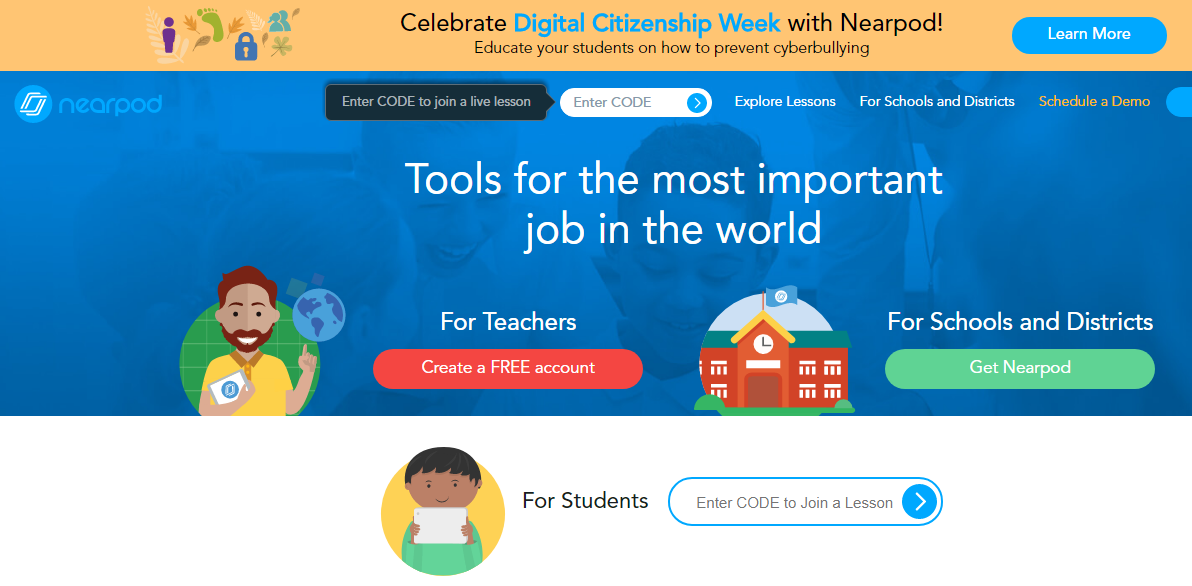 Celebrate Digital Citizenship Week with Nearpod!
Educate your students on how to prevent cyberbullying
Learn More
nearpod
Enter CODE to join a live lesson
Enter CODE
Explore Lessons
For Schools and Districts
Schedule a Demo
Tools for the most important
job in the world
For Teachers
Create a FREE account
For Schools and Districts
Get Nearpod
For Students
Enter CODE to Join a Lesson